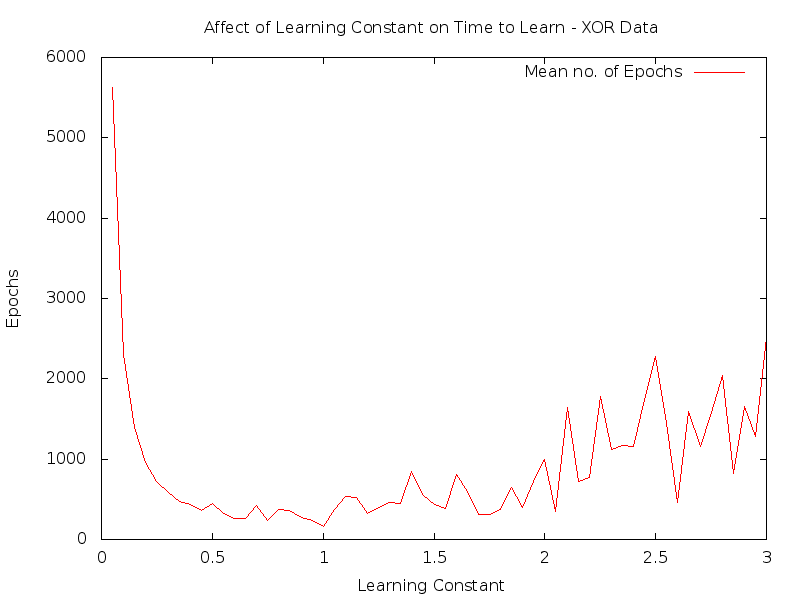 Affect of Learning Constant on Time to Learn - XOR Data
Mean no. of Epochs
6000
5000
4000
3000
2000
1000
0
Epochs
0 0.5 1 1.5 2 2.5 3
Learning Constant